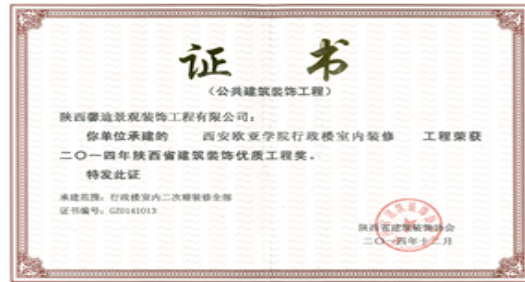 证书
（公共建筑装饰工程）
陕西馨迪景观装饰工程有限公司：
你单位承建的 西安欧亚学院行政楼室内装修 工程荣获
二〇一四年陕西省建筑装饰优质工程奖。
特发此证
承建范围：行政楼室内二次精装修全部
证书编号：GZ0141013
陕西省建筑装饰协会
二〇一四年十二月